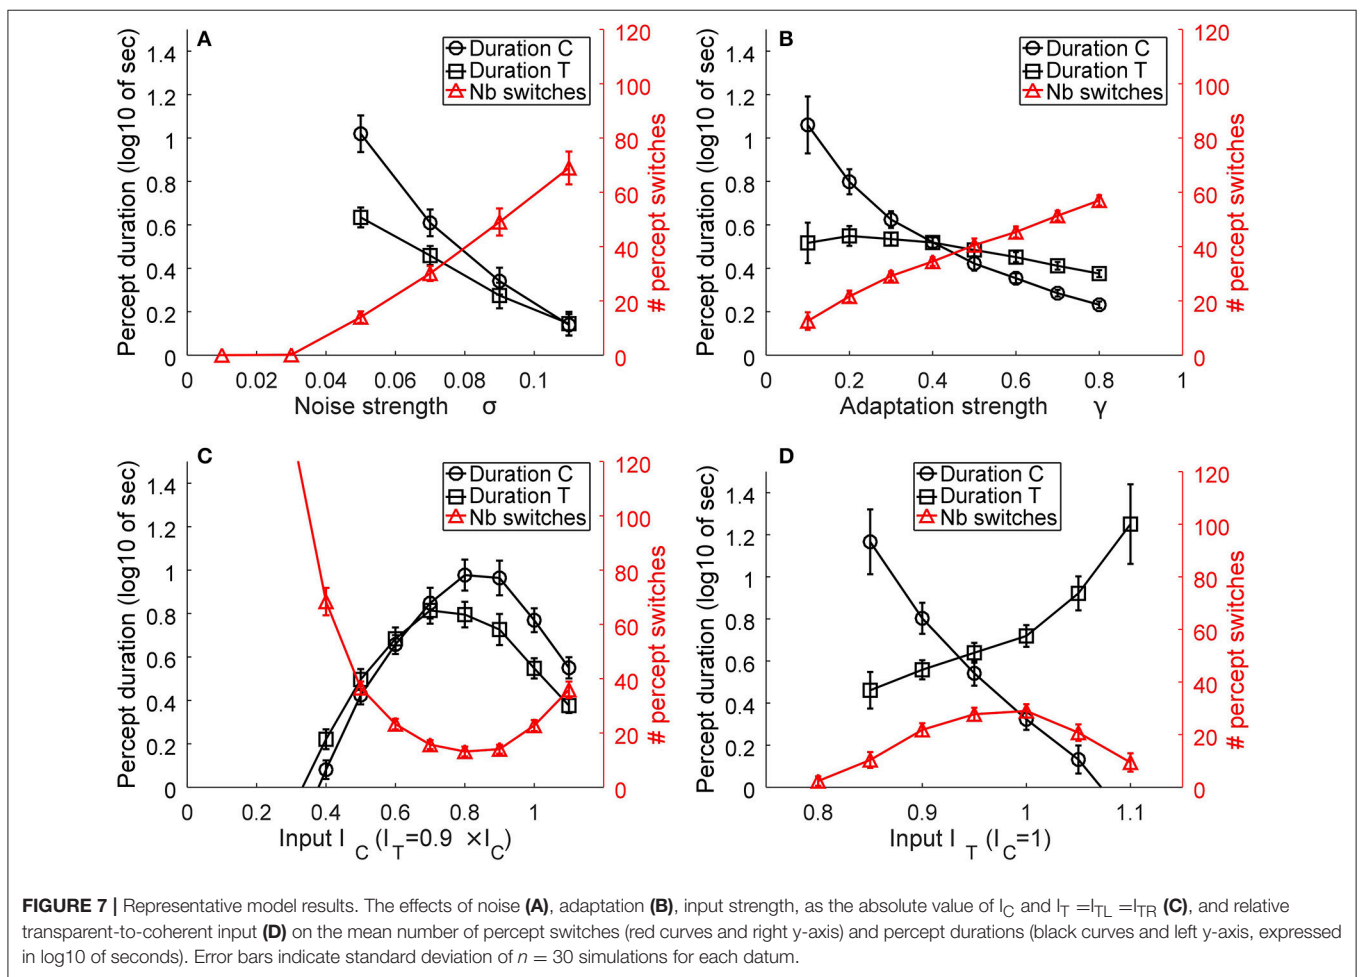 A
Duration C
Duration T
Nb switches
Percept duration (log10 of sec)
1.4
1.2
1
0.8
0.6
0.4
0.2
0
120
100
80
60
40
20
0
# percept switches
0 0.02 0.04 0.06 0.08 0.1
Noise strength σ
B
Duration C
Duration T
Nb switches
Percept duration (log10 of sec)
1.4
1.2
1
0.8
0.6
0.4
0.2
0
120
100
80
60
40
20
0
# percept switches
0 0.2 0.4 0.6 0.8 1
Adaptation strength γ
C
Duration C
Duration T
Nb switches
Percept duration (log10 of sec)
1.4
1.2
1
0.8
0.6
0.4
0.2
0
120
100
80
60
40
20
0
# percept switches
0 0.2 0.4 0.6 0.8 1
Input I C (I T=0.9 ×I C)
D
Duration C
Duration T
Nb switches
Percept duration (log10 of sec)
1.4
1.2
1
0.8
0.6
0.4
0.2
0
120
100
80
60
40
20
0
# percept switches
0.8 0.9 1 1.1
Input I T (I C=1)
FIGURE 7 | Representative model results. The effects of noise (A), adaptation (B), input strength, as the absolute value of IC and IT =ITL =ITR (C), and relative
transparent-to-coherent input (D) on the mean number of percept switches (red curves and right y-axis) and percept durations (black curves and left y-axis, expressed
in log10 of seconds). Error bars indicate standard deviation of n = 30 simulations for each datum.